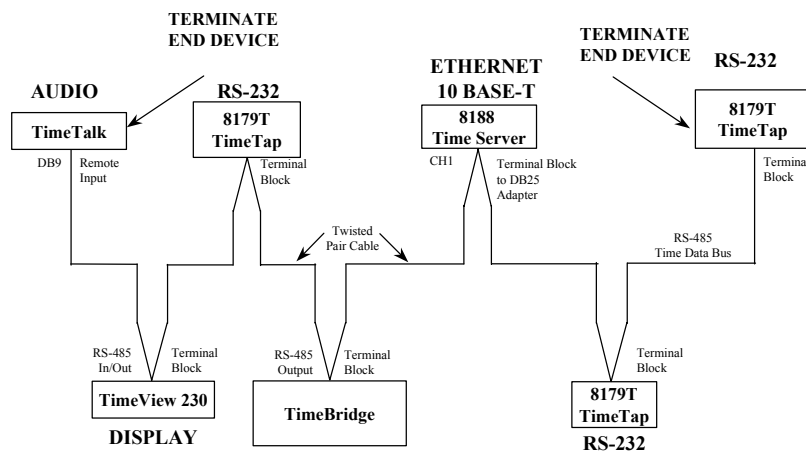 TERMINATE
END DEVICE
TERMINATE
END DEVICE
AUDIO
RS-232
ETHERNET
10 BASE-T
RS-232
TimeTalk
8179T
TimeTap
8188
Time Server
8179T
TimeTap
DB9
Remote
Input
Terminal
Block
CH1
Terminal Block
to DB25
Adapter
Terminal
Block
Twisted
Pair Cable
RS-485
Time Data Bus
RS-485
In/Out
Terminal
Block
RS-485
Output
Terminal
Block
Terminal
Block
TimeView 230
TimeBridge
8179T
TimeTap
DISPLAY
RS-232